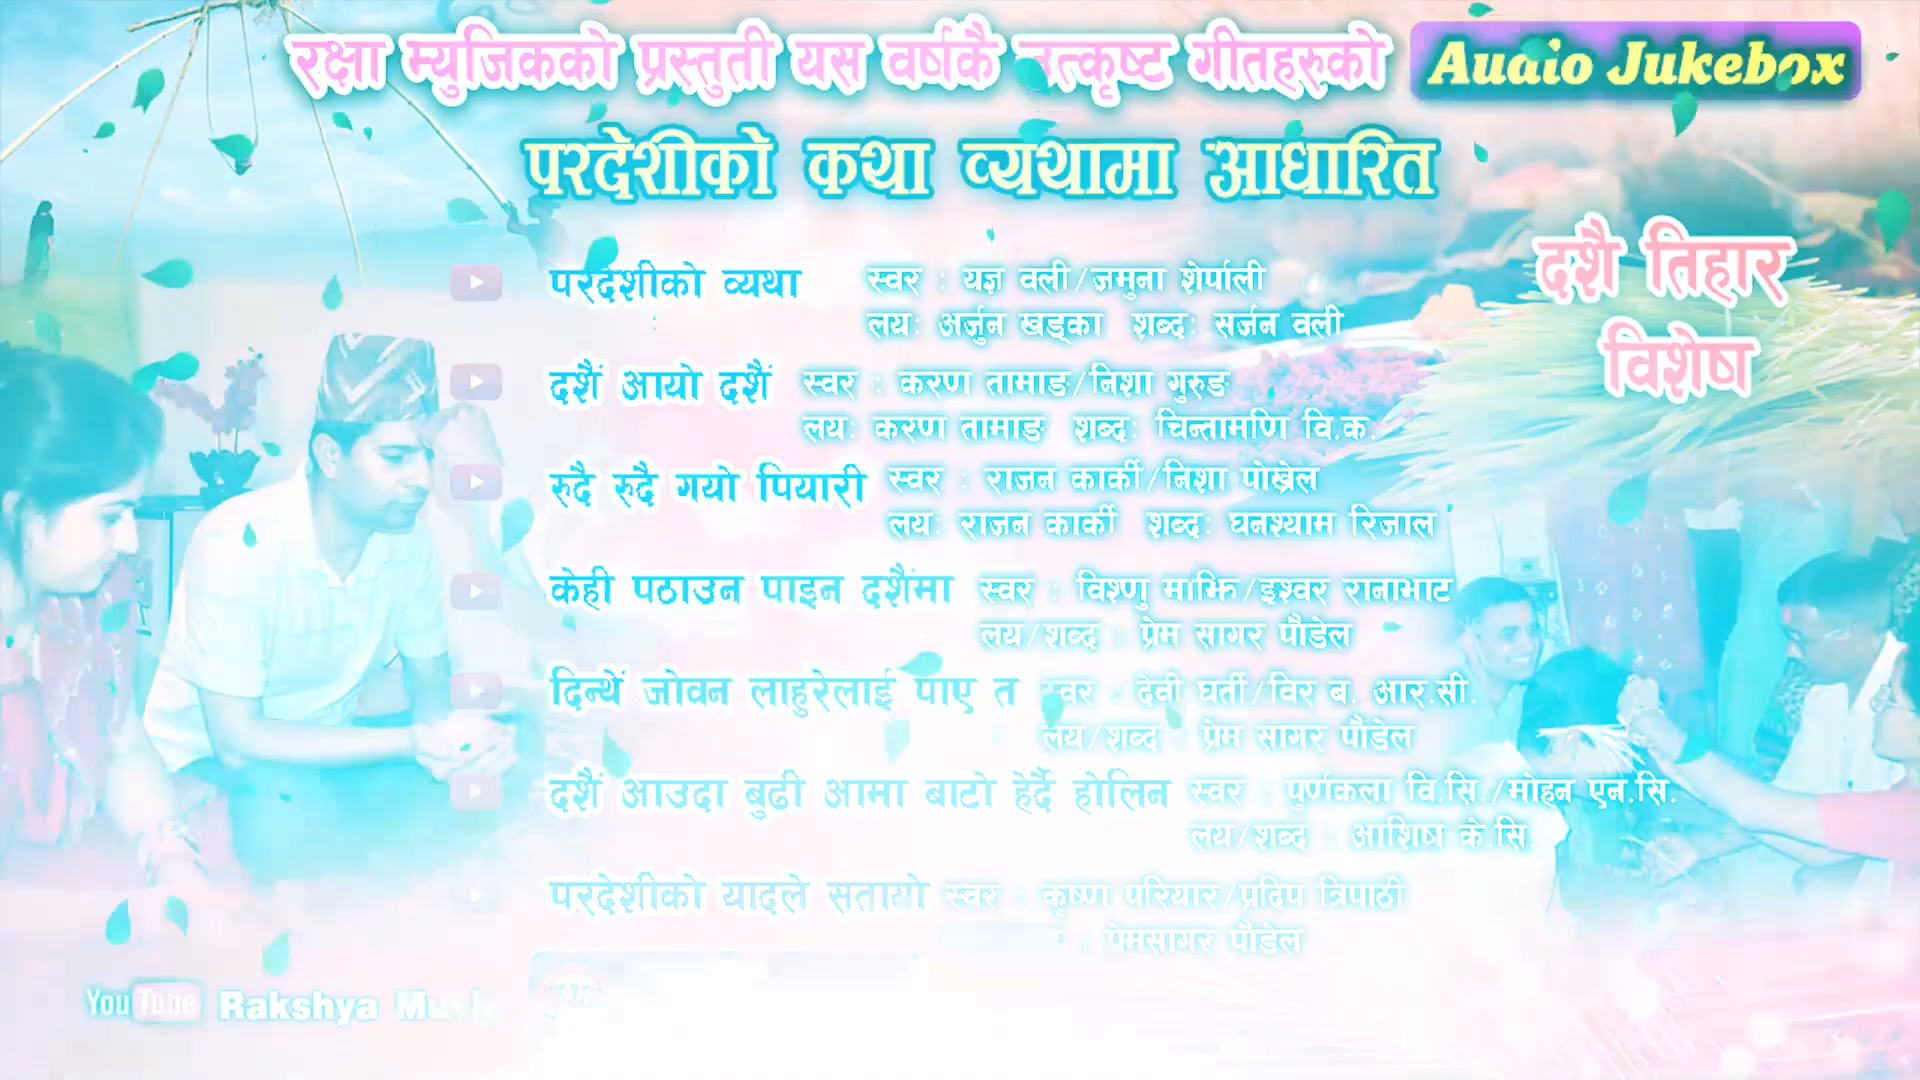 रक्षा म्युजिकको प्रस्तुती यस वर्षकै उत्कृष्ट गीतहरुको Audio Jukebox
परदेशीको कथा व्यथामा आधारित
दशै तिहार
विशेष
परदेशीको व्यथा स्वर : यज्ञ वली/जमुना शेर्पाली
लयः अर्जुन खड्का शब्दः सर्जन वली
दशैं आयो दशैं स्वर : करण तामाङ/निशा गुरुङ
लयः करण तामाङ शब्दः चिन्तामणि वि.क.
रुदै रुदै गयो पियारी स्वर : राजन कार्की/निशा पोख्रेल
लयः राजन कार्की शब्दः घनश्याम रिजाल
केही पठाउन पाइन दशैंमा स्वर : विश्णु माझि/इश्वर रानाभाट
लय/शब्द : प्रेम सागर पौडेल
दिन्थें जोवन लाहुरेलाई पाए त स्वर : देवी घर्ती/विर ब. आर.सी.
लय/शब्द : प्रेम सागर पौडेल
दशैं आउदा बुढी आमा बाटो हेर्दै होलिन स्वर : पुर्णकला वि.सि./मोहन एन.सि.
लय/शब्द : आशिष के.सि.
परदेशीको यादले सतायो स्वर : कृष्ण परियार/प्रदिप त्रिपाठी
: प्रेमसागर पौडेल
YouTube Rakshya Music